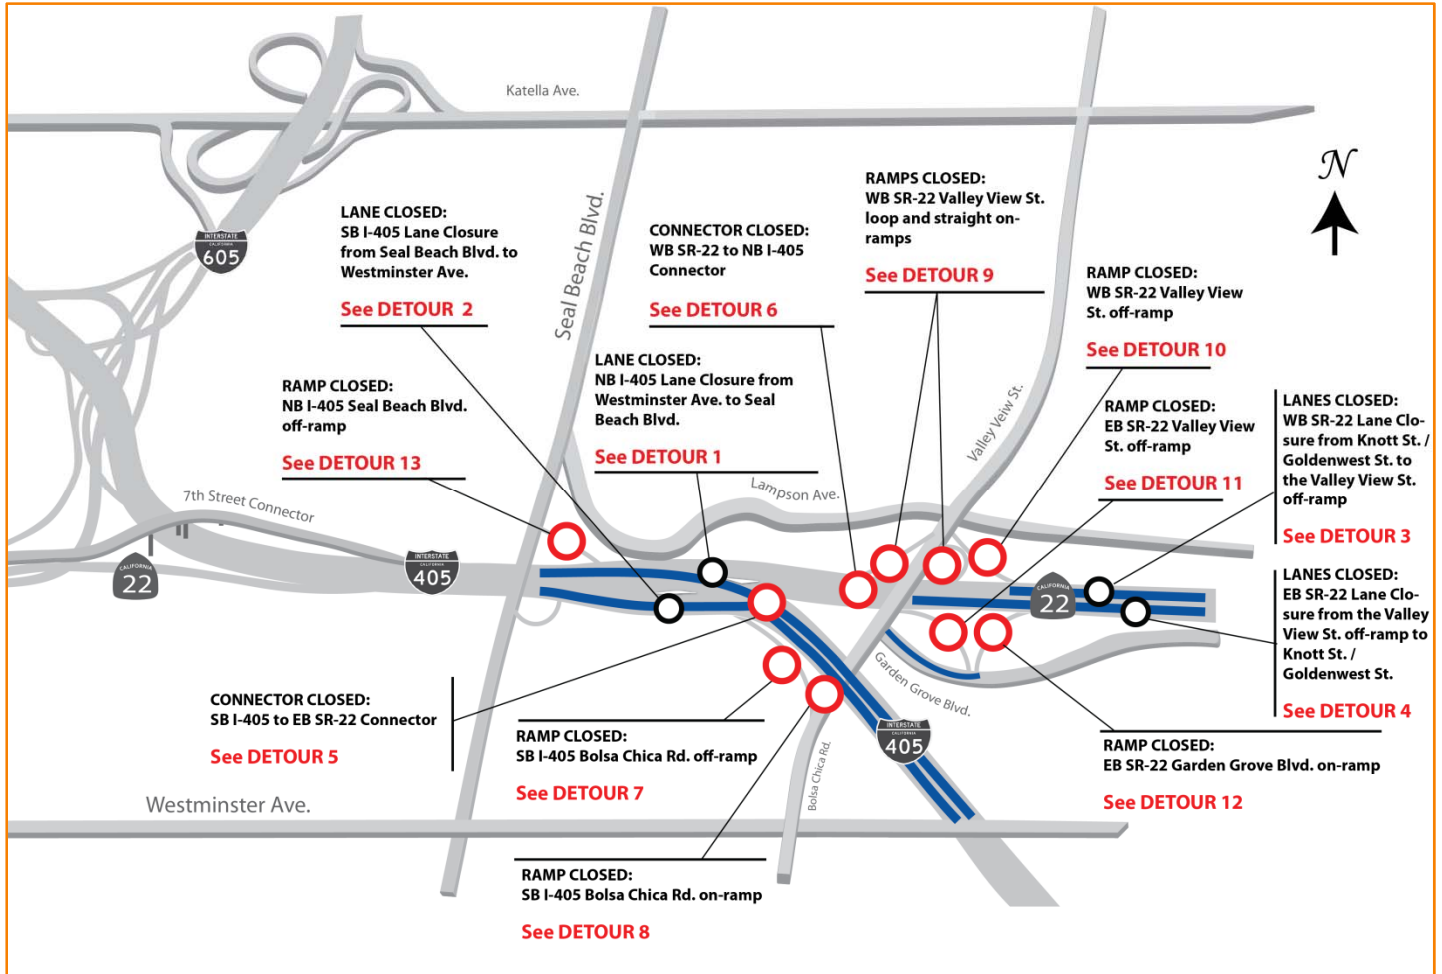 Katella Ave.
N
INTERSTATE
CALIFORNIA
605
Seal Beach Blvd.
LANE CLOSED:
SB I-405 Lane Closure
from Seal Beach Blvd. to
Westminster Ave.
See DETOUR 2
CONNECTOR CLOSED:
WB SR-22 to NB I-405
Connector
See DETOUR 6
RAMPS CLOSED:
WB SR-22 Valley View St.
loop and straight on-
ramps
See DETOUR 9
RAMP CLOSED:
WB SR-22 Valley View
St. off-ramp
See DETOUR 10
RAMP CLOSED:
NB I-405 Seal Beach Blvd.
off-ramp
See DETOUR 13
LANE CLOSED:
NB I-405 Lane Closure from
Westminster Ave. to Seal
Beach Blvd.
See DETOUR 1
Valley Veiw St.
RAMP CLOSED:
EB SR-22 Valley View
St. off-ramp
See DETOUR 11
LANES CLOSED:
WB SR-22 Lane Clo-
sure from Knott St. /
Goldenwest St. to
the Valley View St.
off-ramp
See DETOUR 3
7th Street Connector
Lampson Ave.
CALIFORNIA
22
INTERSTATE
CALIFORNIA
405
CALIFORNIA
22
LANES CLOSED:
EB SR-22 Lane Clo-
sure from the Valley
View St. off-ramp to
Knott St. /
Goldenwest St.
See DETOUR 4
Garden Grove Blvd.
CONNECTOR CLOSED:
SB I-405 to EB SR-22 Connector
See DETOUR 5
RAMP CLOSED:
SB I-405 Bolsa Chica Rd. off-ramp
See DETOUR 7
Bolsa Chica Rd.
INTERSTATE
CALIFORNIA
405
RAMP CLOSED:
EB SR-22 Garden Grove Blvd. on-ramp
See DETOUR 12
Westminster Ave.
RAMP CLOSED:
SB I-405 Bolsa Chica Rd. on-ramp
See DETOUR 8